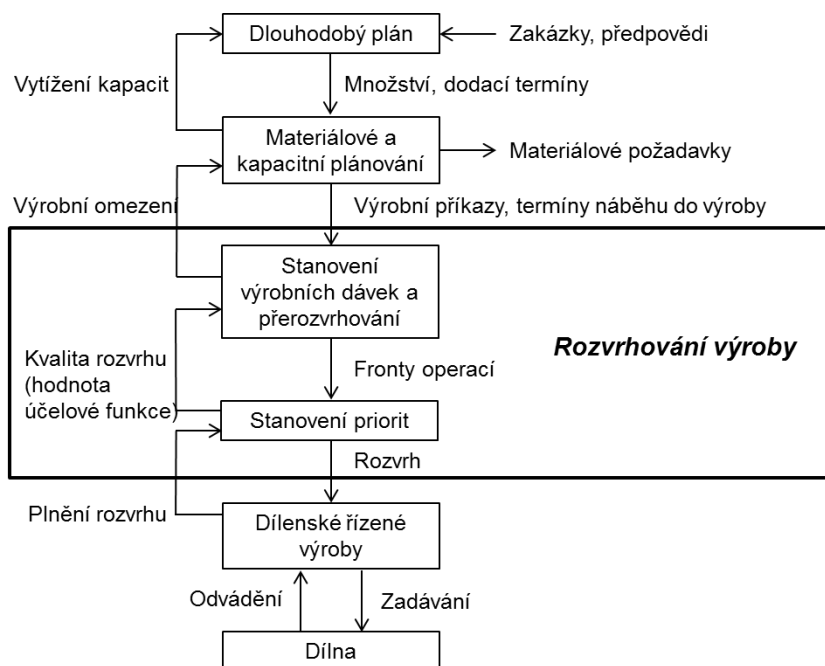 Dlouhodobý plán
Zakázky, předpovědi
Vytížení kapacit
Množství, dodací termíny
Materiálové a
kapacitní plánování
Materiálové požadavky
Výrobní omezení
Výrobní příkazy, termíny náběhu do výroby
Stanovení
výrobních dávek a
přerozvrhování
Rozvrhování výroby
Kvalita rozvrhu
(hodnota
účelové funkce)
Fronty operací
Stanovení priorit
Rozvrh
Plnění rozvrhu
Dílenské řízené
výroby
Odvádění
Zadávání
Dílna